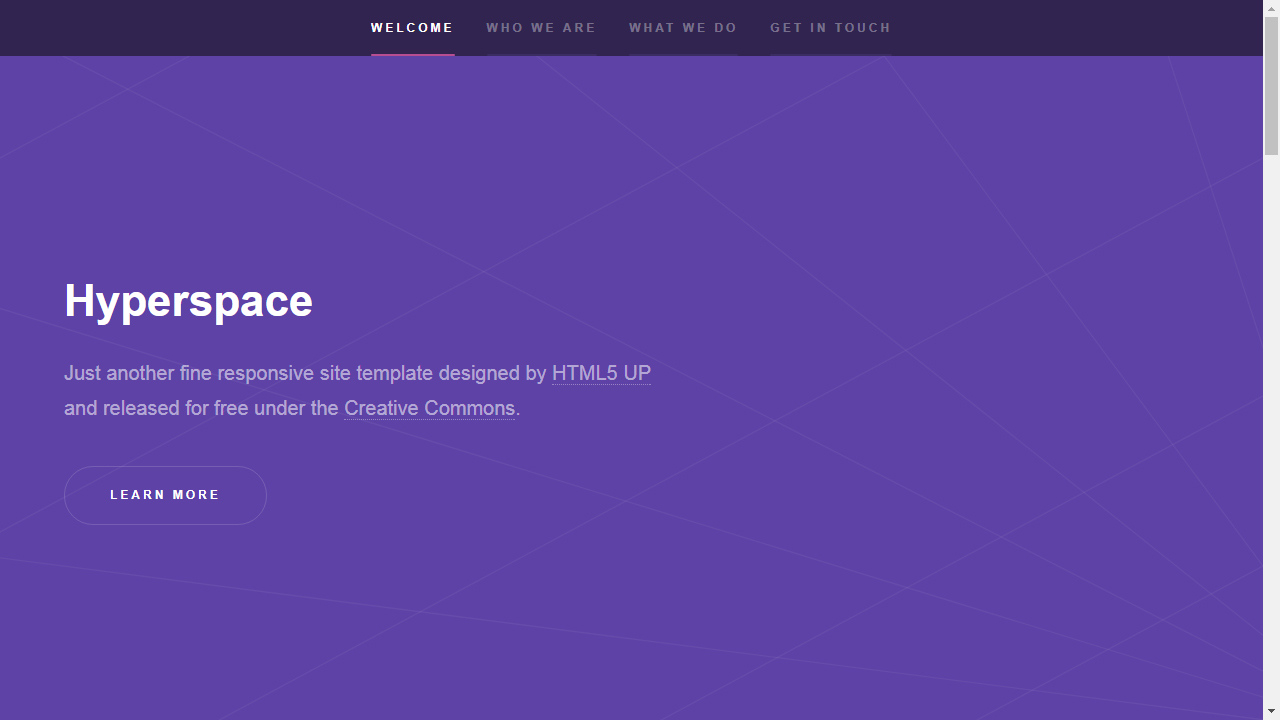 WELCOME WHO WE ARE WHAT WE DO GET IN TOUCH
Hyperspace
Just another fine responsive site template designed by HTML5 UP
and released for free under the Creative Commons.
LEARN MORE